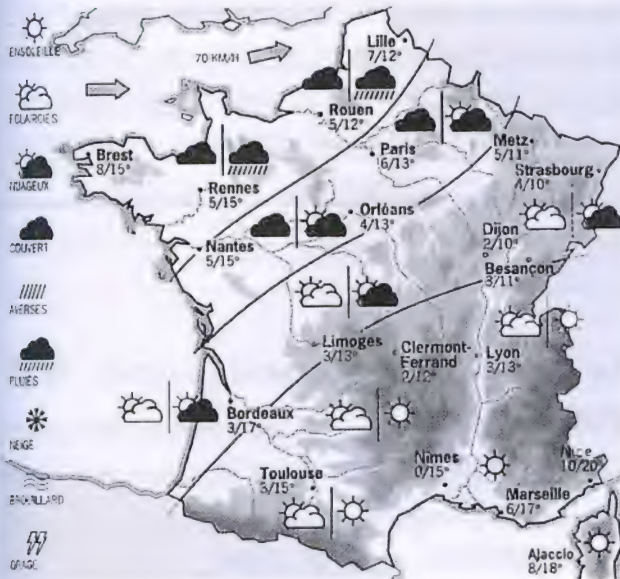 ENSOLEILLE
ECLAIRCIES
NUAGEUX
COUVERT
AVERSES
PLUIES
NEIGE
BROUILLARD
ORAGE
70 KM/H
Lille
7/12°
Rouen
5/12°
Brest
8/15°
Rennes
5/15°
Paris
6/13°
Metz
5/11°
Strasbourg
4/10°
Orléans
4/13°
Nantes
5/15°
Dijon
2/10°
Besançon
3/11°
Limoges
3/13°
Clermont-
Ferrand
2/12°
Lyon
3/13°
Bordeaux
3/17°
Toulouse
3/15°
Nîmes
0/15°
Nice
10/20°
Marseille
6/17°
Ajaccio
8/18°